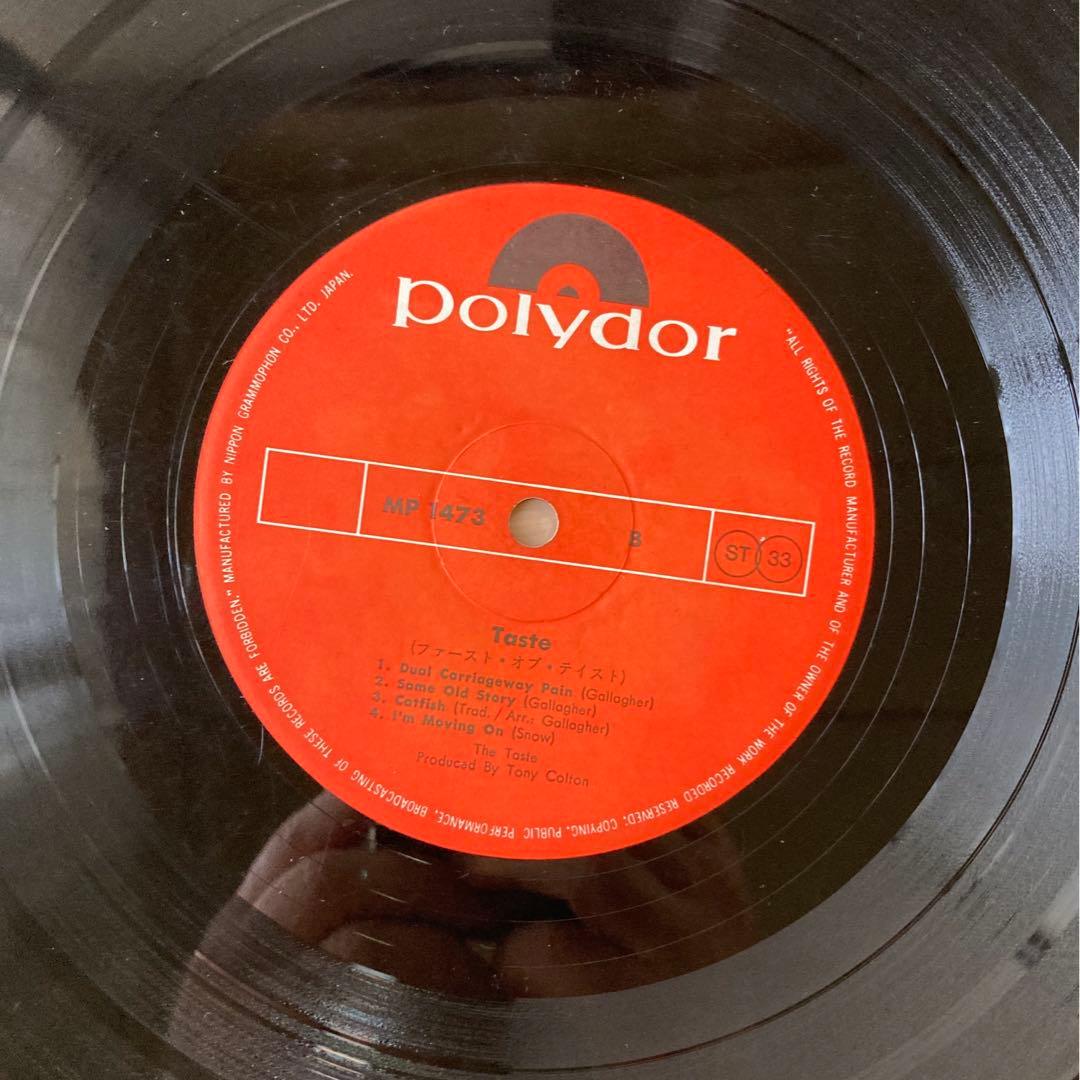 polydor
MP 1473
B
ST 33
Taste
(ファースト・オブ・テイスト)
1. Dual Carriageway Pain (Gallagher)
2. Same Old Story (Gallagher)
3. Catfish (Trad. / Arr.: Gallagher)
4. I'm Moving On (Snow)
The Taste
Produced By Tony Colton
"ALL RIGHTS OF THE RECORD MANUFACTURER AND OF THE OWNER OF THE WORK RECORDED RESERVED; COPYING, PUBLIC PERFORMANCE, BROADCASTING OF THESE RECORDS ARE FORBIDDEN." MANUFACTURED BY NIPPON GRAMMOPHON CO., LTD. JAPAN.